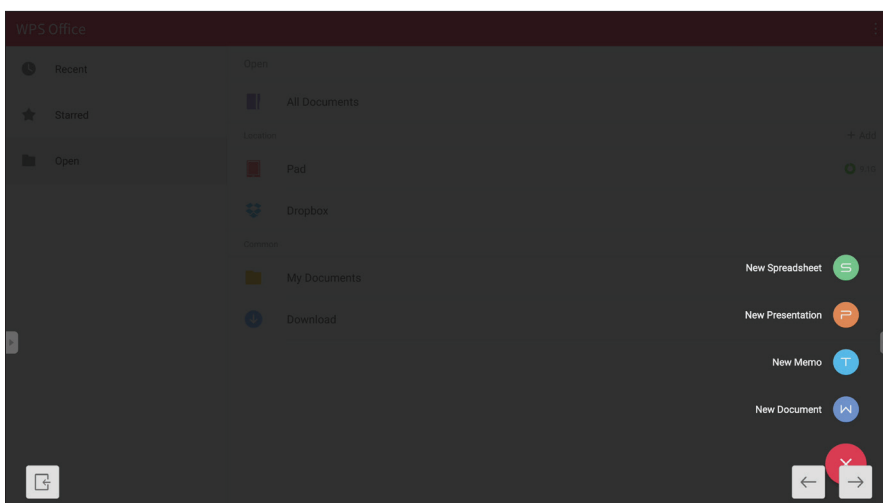 WPS Office
Recent
Starred
Open
Open
All Documents
Location
+ Add
Pad
Dropbox
Common
My Documents
Download
New Spreadsheet
New Presentation
New Memo
New Document